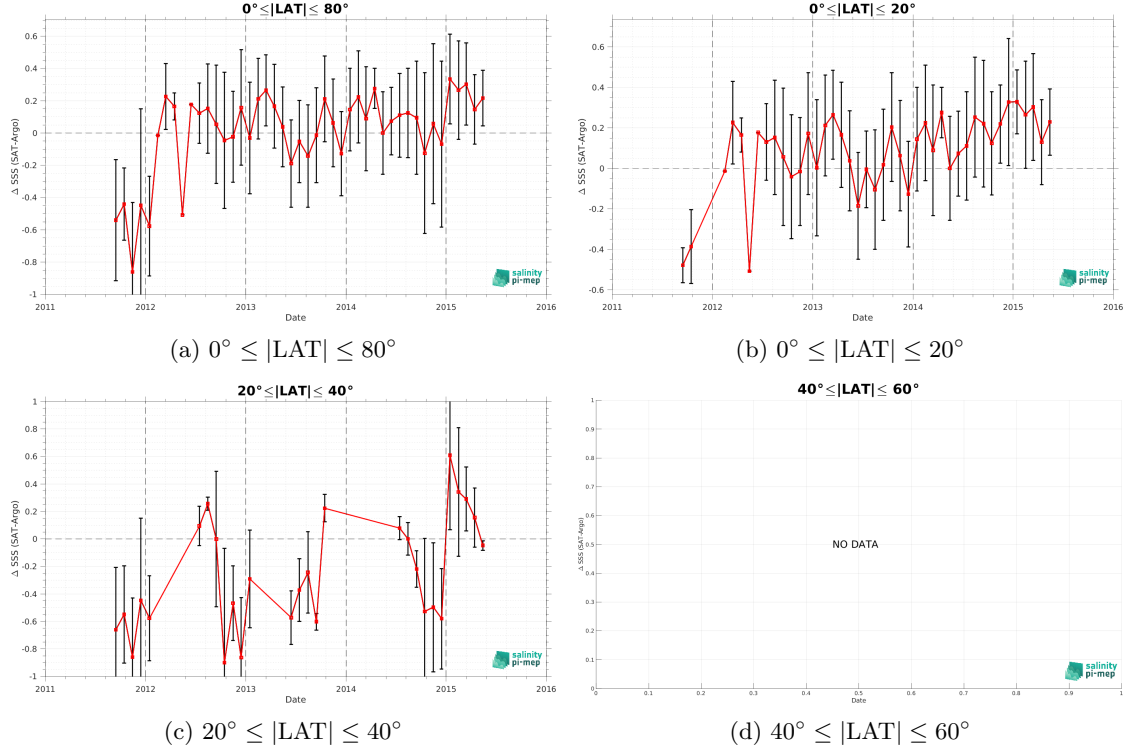 0°≤|LAT|≤ 80°
0.8
0.6
0.4
0.2
0
-0.2
-0.4
-0.6
-0.8
-1
Δ SSS (SAT-Argo)
2011 2012 2013 2014 2015 2016
Date
salinity
pi-mep
(a) 0° ≤ |LAT| ≤ 80°
0°≤|LAT|≤ 20°
0.6
0.4
0.2
0
-0.2
-0.4
-0.6
Δ SSS (SAT-Argo)
2011 2012 2013 2014 2015 2016
Date
salinity
pi-mep
(b) 0° ≤ |LAT| ≤ 20°
20°≤|LAT|≤ 40°
1
0.8
0.6
0.4
0.2
0
-0.2
-0.4
-0.6
-0.8
-1
Δ SSS (SAT-Argo)
2011 2012 2013 2014 2015 2016
Date
salinity
pi-mep
(c) 20° ≤ |LAT| ≤ 40°
40°≤|LAT|≤ 60°
1
0.9
0.8
0.7
0.6
0.5
0.4
0.3
0.2
0.1
0
Δ SSS (SAT-Argo)
NO DATA
0 0.1 0.2 0.3 0.4 0.5 0.6 0.7 0.8 0.9 1
Date
salinity
pi-mep
(d) 40° ≤ |LAT| ≤ 60°